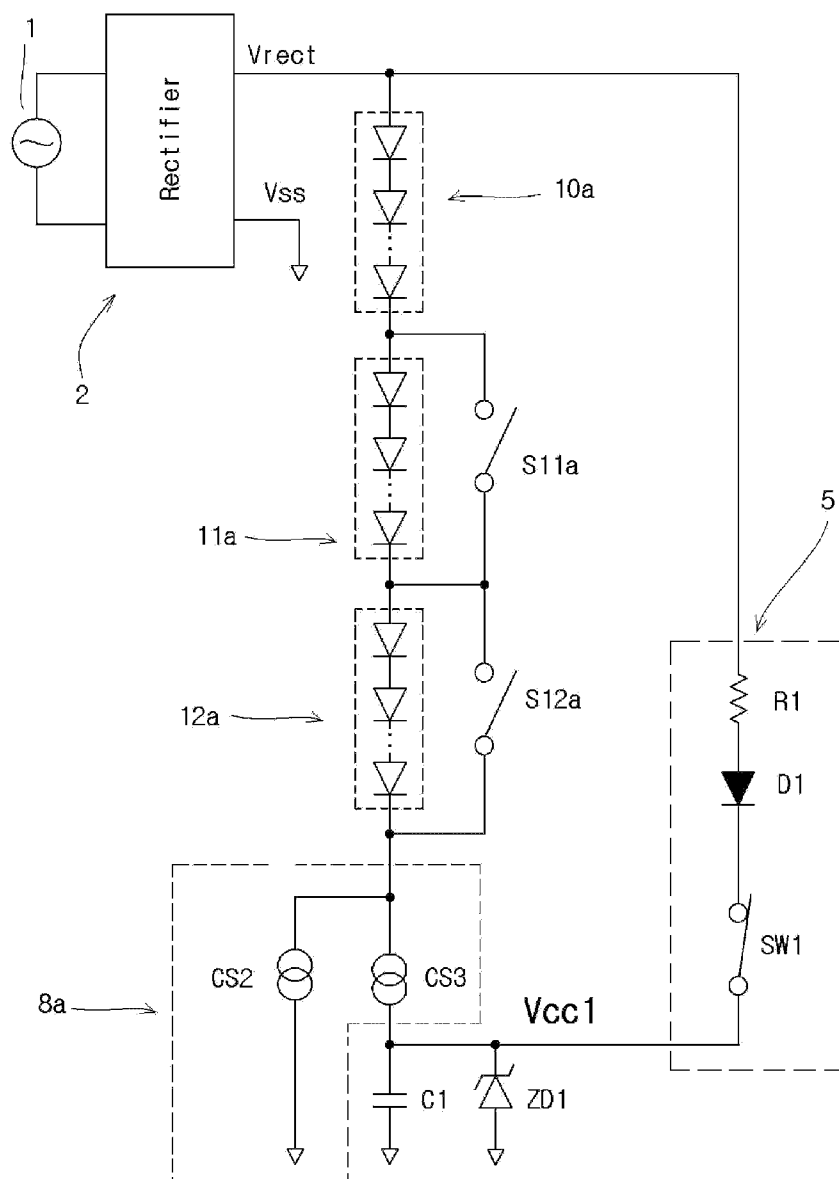 1
Vrect
Rectifier
Vss
10a
2
S11a
11a
5
12a
S12a
R1
D1
SW1
CS2
CS3
8a
Vcc1
C1
ZD1